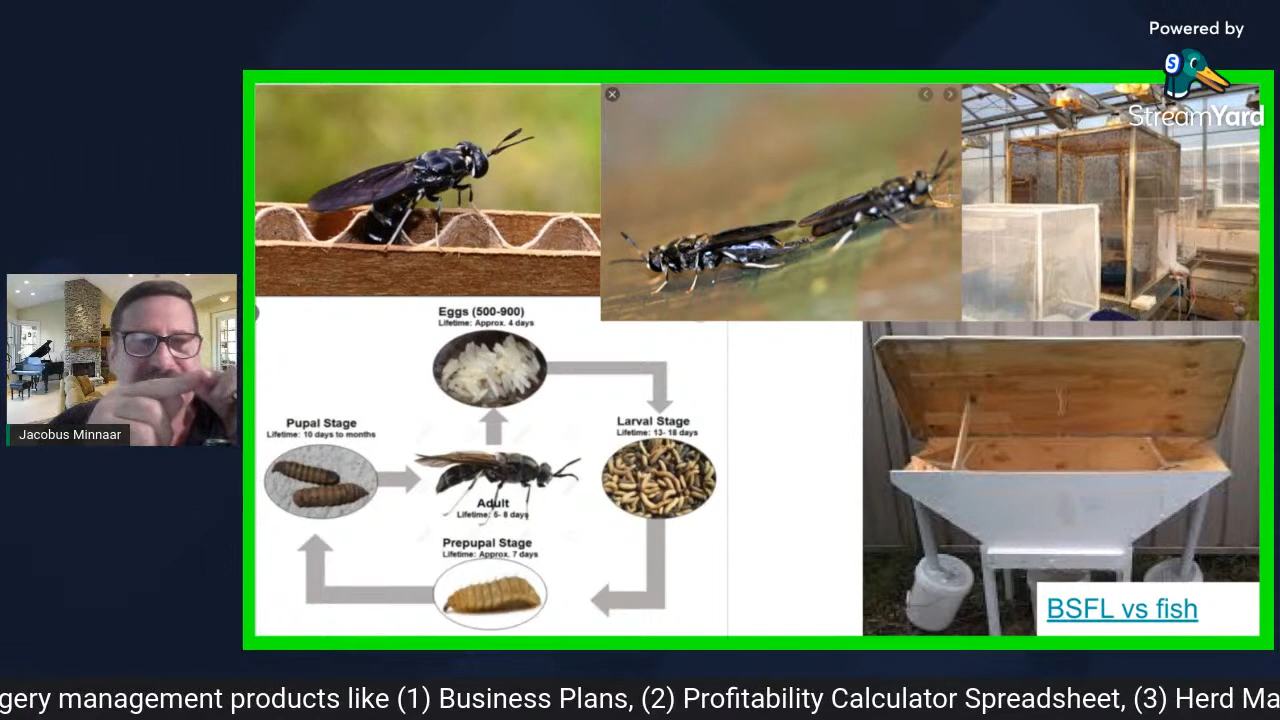 Powered by
StreamYard
Eggs (500-900)
Lifetime: Approx. 4 days
Pupal Stage
Lifetime: 10 days to months
Larval Stage
Lifetime: 13- 18 days
Adult
Lifetime: 5- 8 days
Prepupal Stage
Lifetime: Approx. 7 days
BSFL vs fish
Jacobus Minnaar
gery management products like (1) Business Plans, (2) Profitability Calculator Spreadsheet, (3) Herd Ma